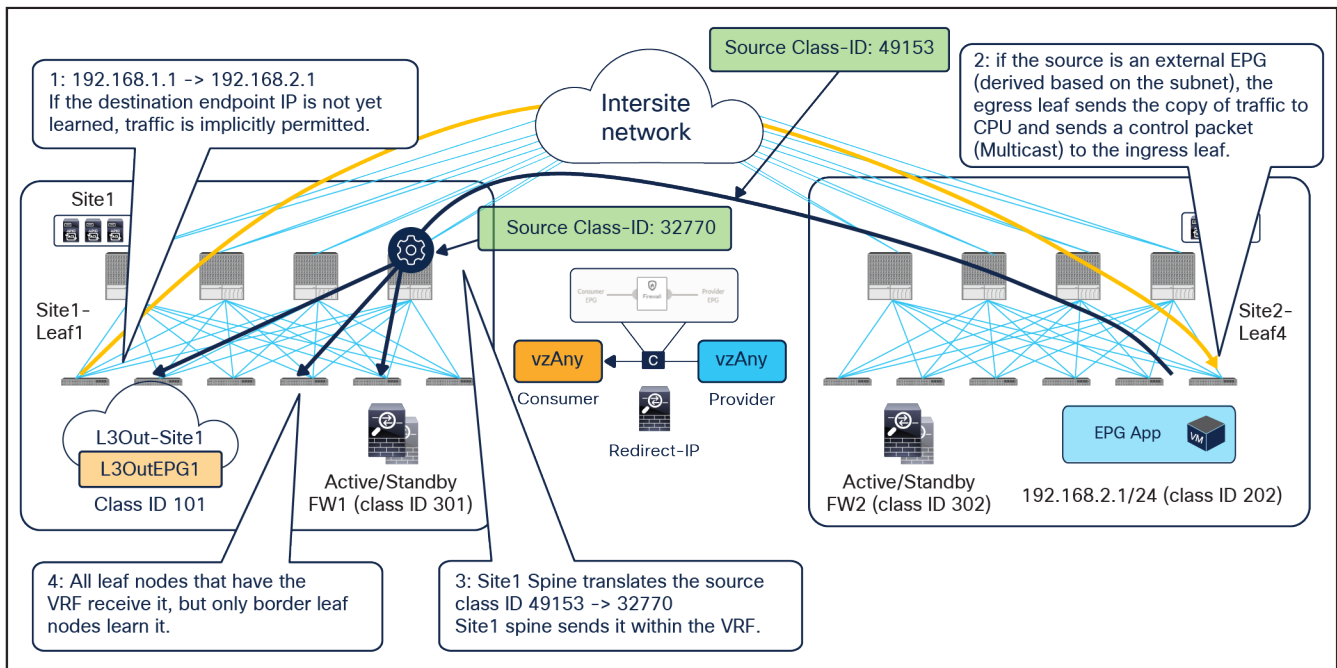 Source Class-ID: 49153
1: 192.168.1.1 -> 192.168.2.1
If the destination endpoint IP is not yet
learned, traffic is implicitly permitted.
Intersite
network
2: if the source is an external EPG
(derived based on the subnet), the
egress leaf sends the copy of traffic to
CPU and sends a control packet
(Multicast) to the ingress leaf.
Site1
Source Class-ID: 32770
Consumer
EPG
Firewall
Provider
EPG
Site1-
Leaf1
Site2-
Leaf4
vzAny
C
vzAny
Consumer
Provider
Redirect-IP
L3Out-Site1
L3OutEPG1
Class ID 101
Active/Standby
FW1 (class ID 301)
Active/Standby
FW2 (class ID 302)
EPG App
VM
192.168.2.1/24 (class ID 202)
4: All leaf nodes that have the
VRF receive it, but only border leaf
nodes learn it.
3: Site1 Spine translates the source
class ID 49153 -> 32770
Site1 spine sends it within the VRF.